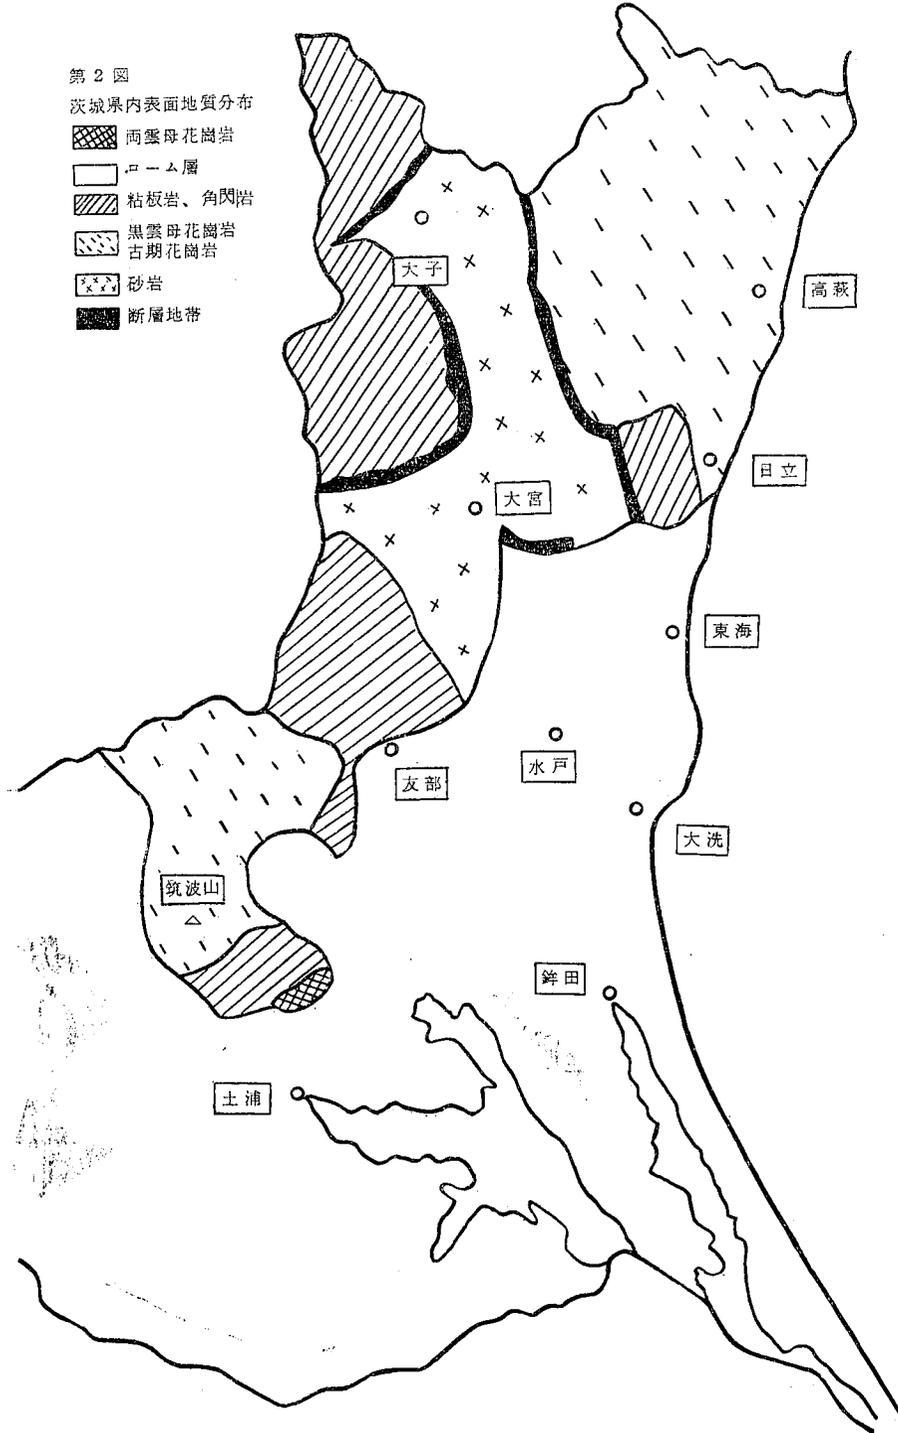 第2図
茨城県内表面地質分布
両雲母花崗岩
ローム層
粘板岩、角閃岩
黒雲母花崗岩
古期花崗岩
砂岩
断層地帯
大子
高萩
日立
大宮
東海
水戸
友部
大洗
筑波山
鉾田
土浦